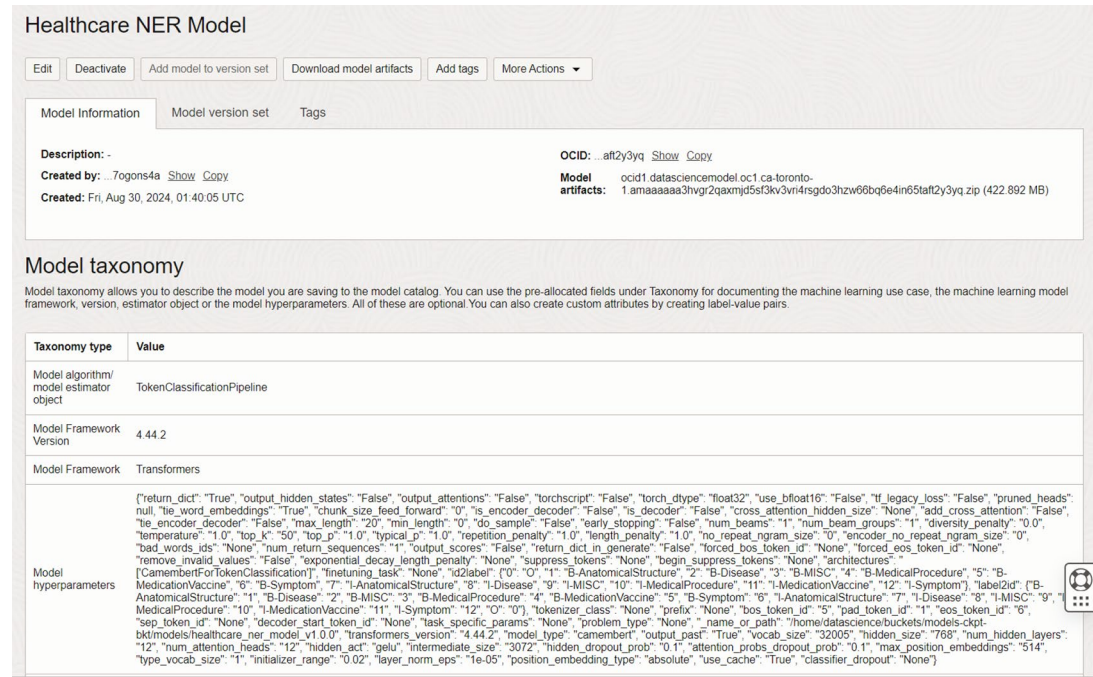 Healthcare NER Model
Edit
Deactivate
Add model to version set
Download model artifacts
Add tags
More Actions
Model Information
Model version set
Tags
Description: -
Created by: ...7ogons4a Show Copy
Created: Fri, Aug 30, 2024, 01:40:05 UTC
OCID: ...aft2y3yq Show Copy
Model artifacts: ocid1.datasciencemodel.oc1.ca-toronto-
1.amaaaaaa3hvgr2qaxmjd5sf3kv3vri4rsgdo3hzw66bq6e4in65taft2y3yq.zip (422.892 MB)
Model taxonomy
Model taxonomy allows you to describe the model you are saving to the model catalog. You can use the pre-allocated fields under Taxonomy for documenting the machine learning use case, the machine learning model
framework, version, estimator object or the model hyperparameters. All of these are optional.You can also create custom attributes by creating label-value pairs.
Taxonomy type
Value
Model algorithm/
model estimator
object
TokenClassificationPipeline
Model Framework
Version
4.44.2
Model Framework
Transformers
Model
hyperparameters
{"return_dict": "True", "output_hidden_states": "False", "output_attentions": "False", "torchscript": "False", "torch_dtype": "float32", "use_bfloat16": "False", "tf_legacy_loss": "False", "pruned_heads":
null, "tie_word_embeddings": "True", "chunk_size_feed_forward": "0", "is_encoder_decoder": "False", "is_decoder": "False", "cross_attention_hidden_size": "None", "add_cross_attention": "False",
"tie_encoder_decoder": "False", "max_length": "20", "min_length": "0", "do_sample": "False", "early_stopping": "False", "num_beams": "1", "num_beam_groups": "1", "diversity_penalty": "0.0",
"temperature": "1.0", "top_k": "50", "top_p": "1.0", "typical_p": "1.0", "repetition_penalty": "1.0", "length_penalty": "1.0", "no_repeat_ngram_size": "0", "encoder_no_repeat_ngram_size": "0",
"bad_words_ids": "None", "num_return_sequences": "1", "output_scores": "False", "return_dict_in_generate": "False", "forced_bos_token_id": "None", "forced_eos_token_id": "None",
"remove_invalid_values": "False", "exponential_decay_length_penalty": "None", "suppress_tokens": "None", "begin_suppress_tokens": "None", "architectures": "
['CamembertForTokenClassification']", "finetuning_task": "None", "id2label": {"0": "O", "1": "B-AnatomicalStructure", "2": "B-Disease", "3": "B-MISC", "4": "B-MedicalProcedure", "5": "B-
MedicationVaccine", "6": "B-Symptom", "7": "I-AnatomicalStructure", "8": "I-Disease", "9": "I-MISC", "10": "I-MedicalProcedure", "11": "I-MedicationVaccine", "12": "I-Symptom"}, "label2id": {"B-
AnatomicalStructure": "1", "B-Disease": "2", "B-MISC": "3", "B-MedicalProcedure": "4", "B-MedicationVaccine": "5", "B-Symptom": "6", "I-AnatomicalStructure": "7", "I-Disease": "8", "I-MISC": "9", "I-
MedicalProcedure": "10", "I-MedicationVaccine": "11", "I-Symptom": "12", "O": "0"}, "tokenizer_class": "None", "prefix": "None", "bos_token_id": "5", "pad_token_id": "1", "eos_token_id": "6",
"sep_token_id": "None", "decoder_start_token_id": "None", "task_specific_params": "None", "problem_type": "None", "_name_or_path": "/home/datascience/buckets/models-ckpt-
bkt/models/healthcare_ner_model_v1.0.0", "transformers_version": "4.44.2", "model_type": "camembert", "output_past": "True", "vocab_size": "32005", "hidden_size": "768", "num_hidden_layers":
"12", "num_attention_heads": "12", "hidden_act": "gelu", "intermediate_size": "3072", "hidden_dropout_prob": "0.1", "attention_probs_dropout_prob": "0.1", "max_position_embeddings": "514",
"type_vocab_size": "1", "initializer_range": "0.02", "layer_norm_eps": "1e-05", "position_embedding_type": "absolute", "use_cache": "True", "classifier_dropout": "None"}